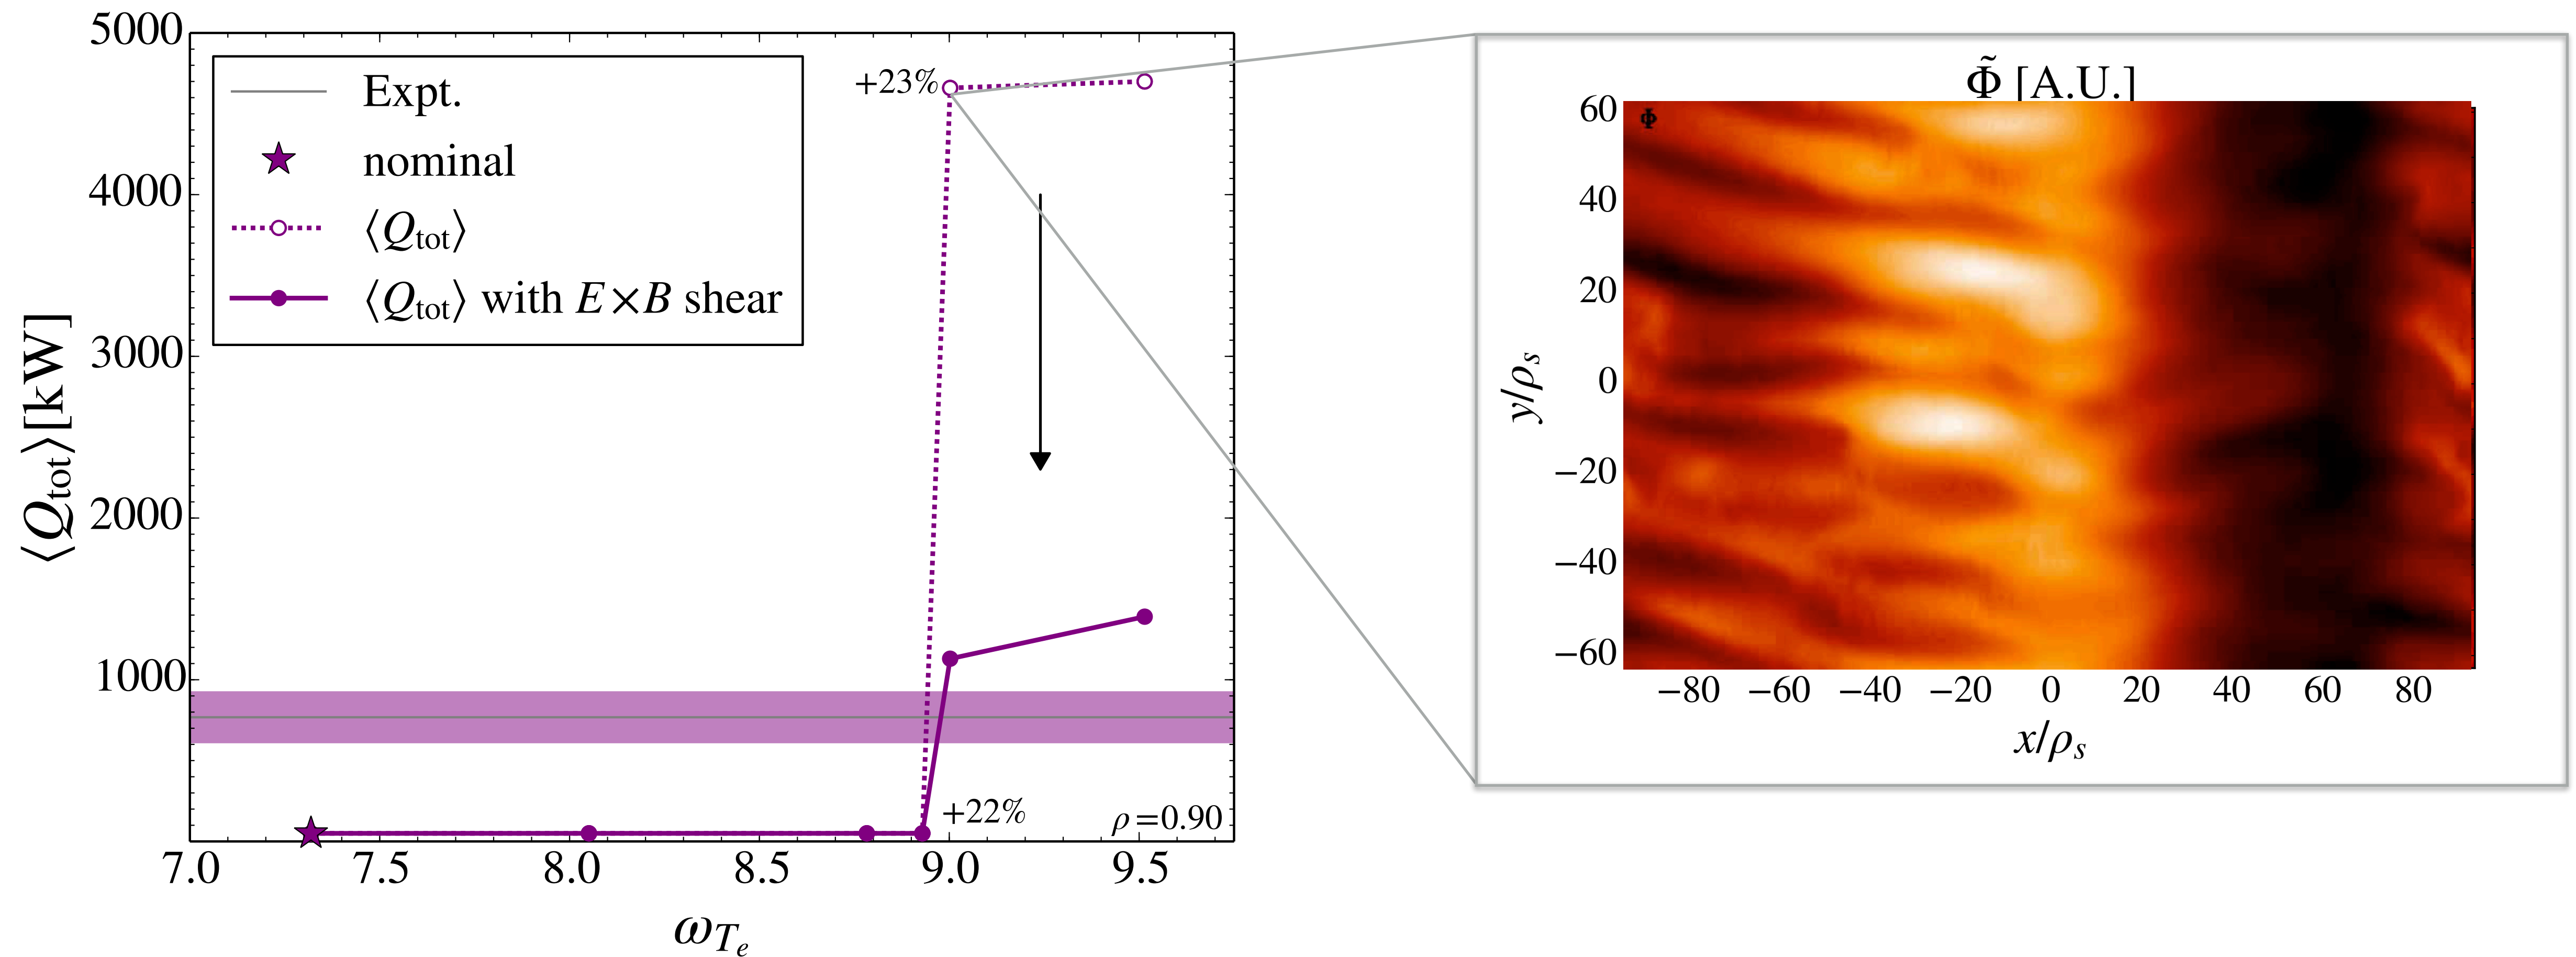 5000
4000
3000
2000
1000
⟨Q_tot⟩[kW]
Expt.
nominal
⟨Q_tot⟩
⟨Q_tot⟩ with E×B shear
+23%
+22%
ρ=0.90
7.0 7.5 8.0 8.5 9.0 9.5
ω_{T_e}
Φ̃ [A.U.]
Φ
60
40
20
0
−20
−40
−60
y/ρ_s
−80 −60 −40 −20 0 20 40 60 80
x/ρ_s